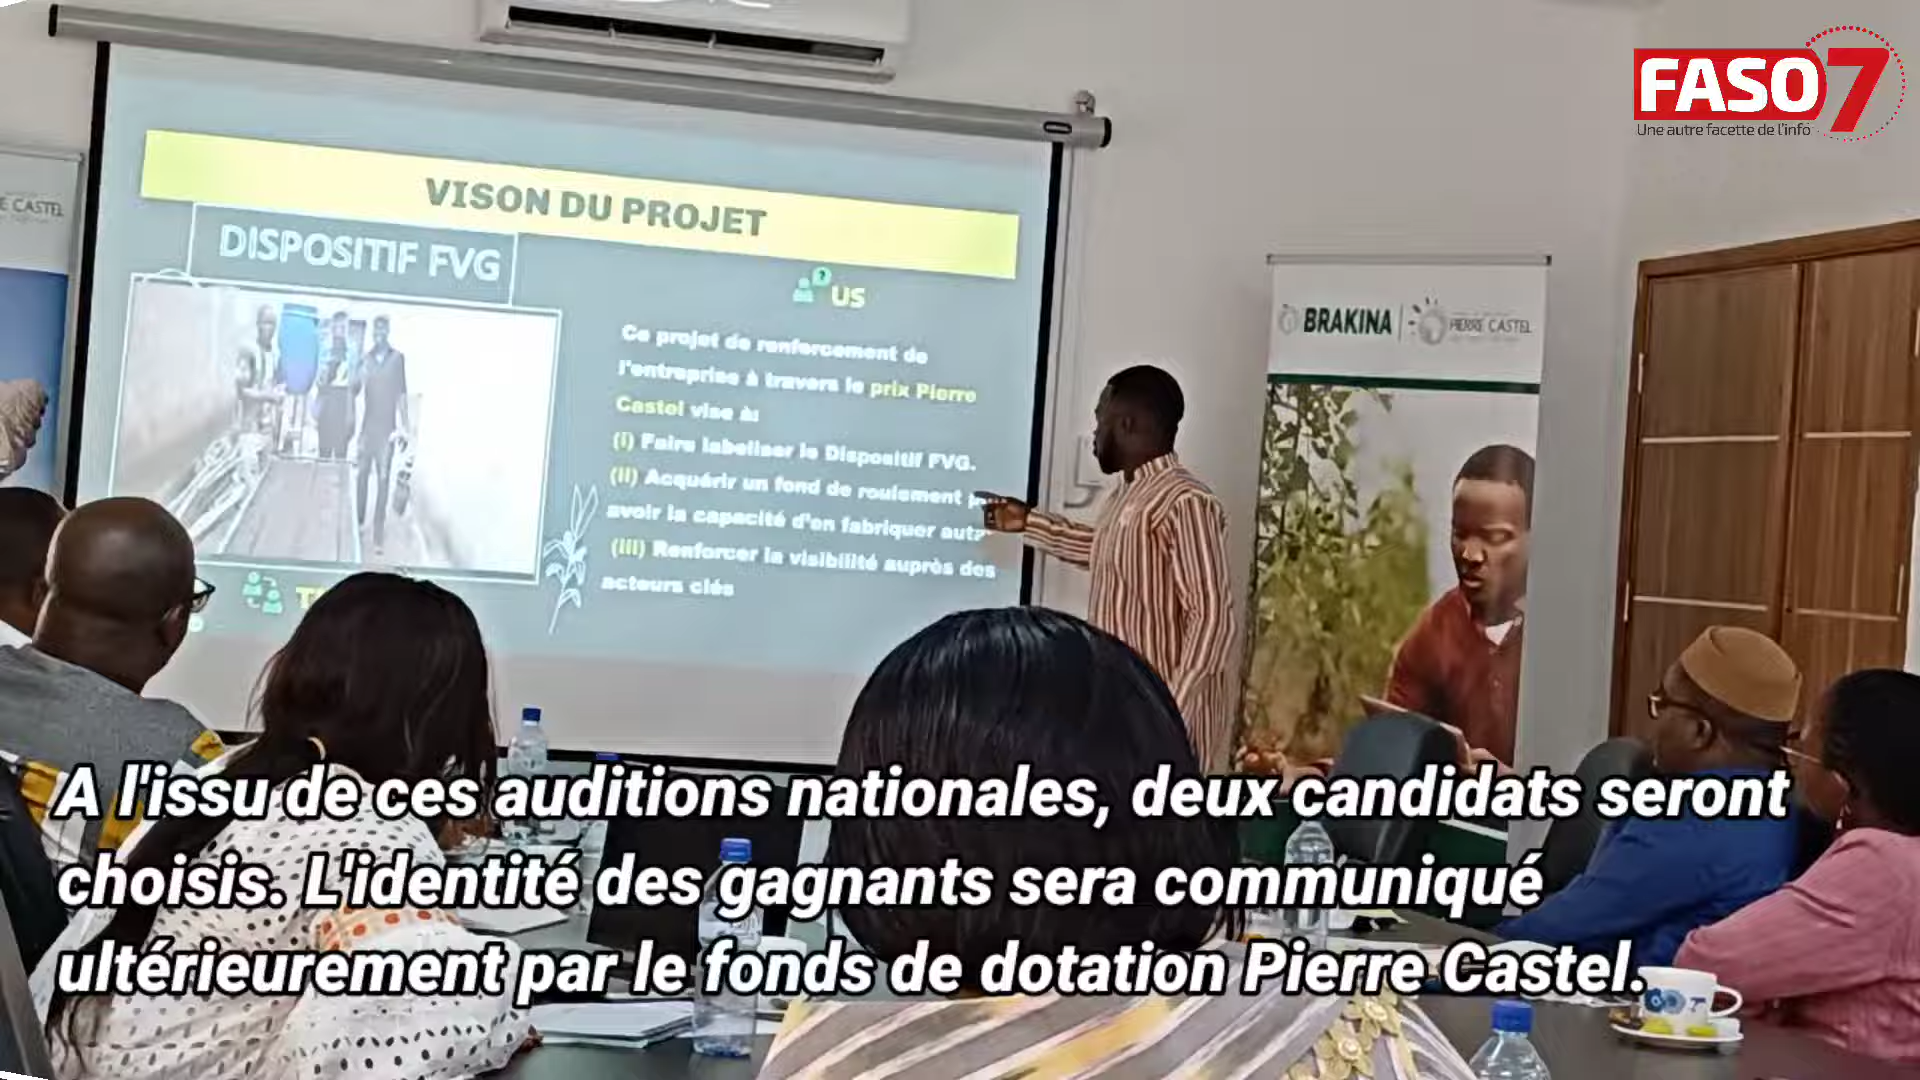 FASO7
Une autre facette de l'info
E CASTEL
VISON DU PROJET
DISPOSITIF FVG
US
Ce projet de renforcement de
l'entreprise à travers le prix Pierre
Castel vise à:
(i) Faire labeliser le Dispositif FVG.
(ii) Acquérir un fond de roulement
avoir la capacité d'en fabriquer
(iii) Renforcer la visibilité auprès des
acteurs clés
BRAKINA
PIERRE CASTEL
A l'issu de ces auditions nationales, deux candidats seront
choisis. L'identité des gagnants sera communiqué
ultérieurement par le fonds de dotation Pierre Castel.